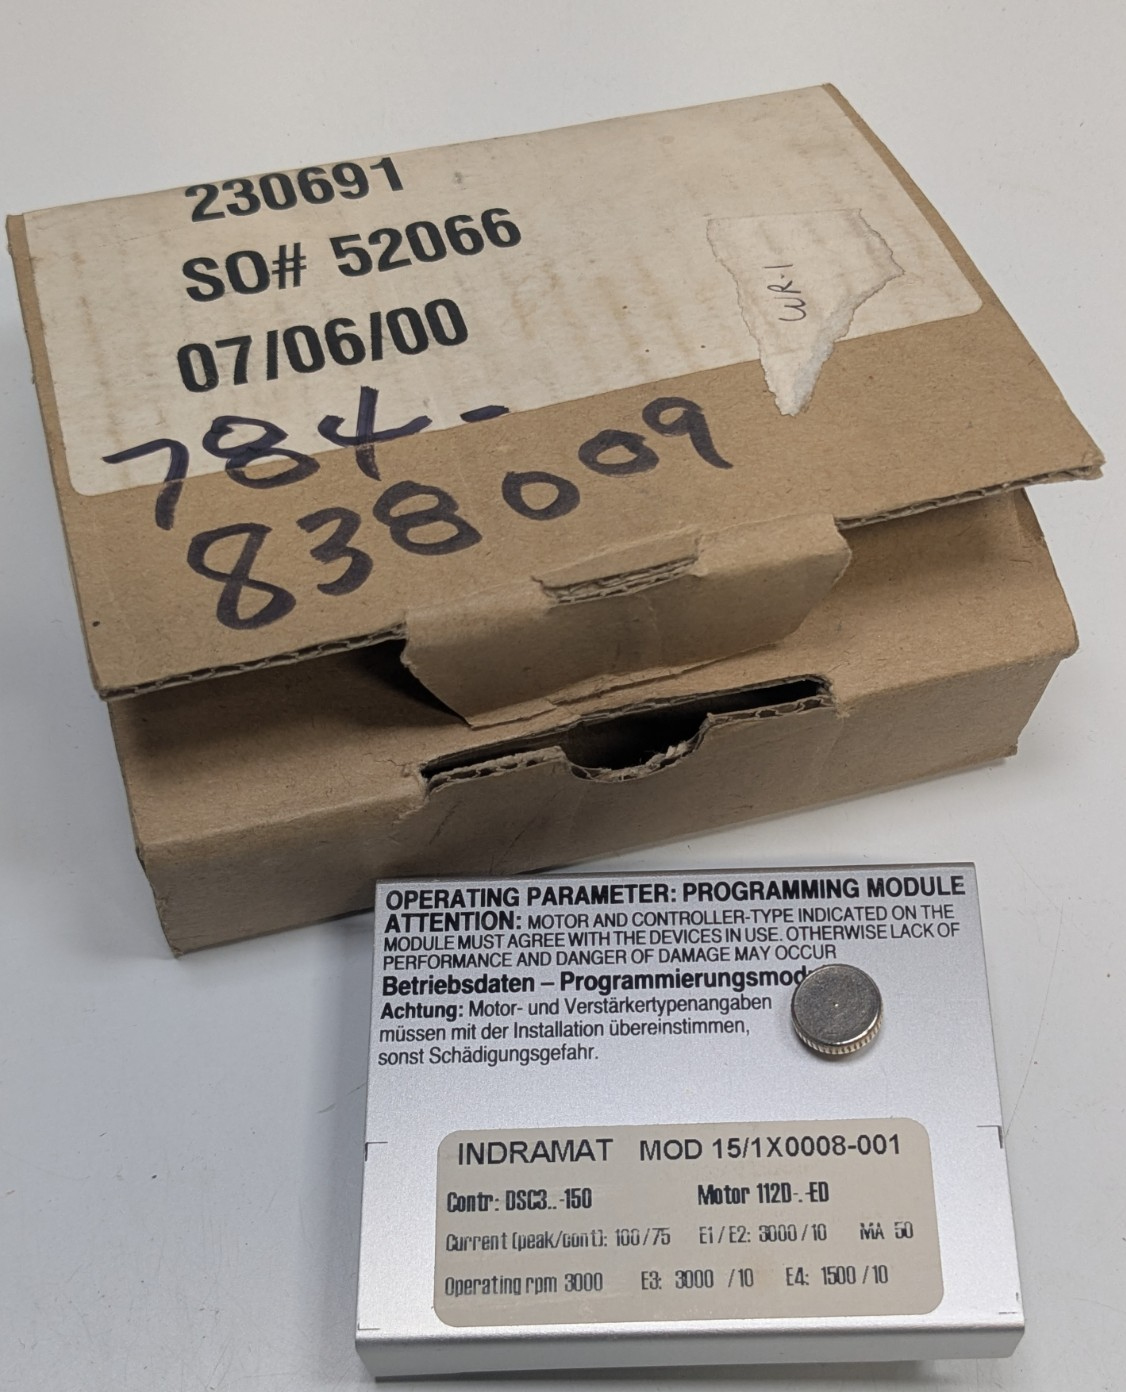 230691
SO# 52066
07/06/00
784-
838009
WR-1
OPERATING PARAMETER: PROGRAMMING MODULE
ATTENTION: MOTOR AND CONTROLLER-TYPE INDICATED ON THE
MODULE MUST AGREE WITH THE DEVICES IN USE. OTHERWISE LACK OF
PERFORMANCE AND DANGER OF DAMAGE MAY OCCUR
Betriebsdaten – Programmierungsmod
Achtung: Motor- und Verstärkertypenangaben
müssen mit der Installation übereinstimmen,
sonst Schädigungsgefahr.
INDRAMAT MOD 15/1X0008-001
Contr: DSC3..-150 Motor 112D-.-ED
Current (peak/cont): 100/75 E1/E2: 3000/10 MA 50
Operating rpm 3000 E3: 3000 /10 E4: 1500/10